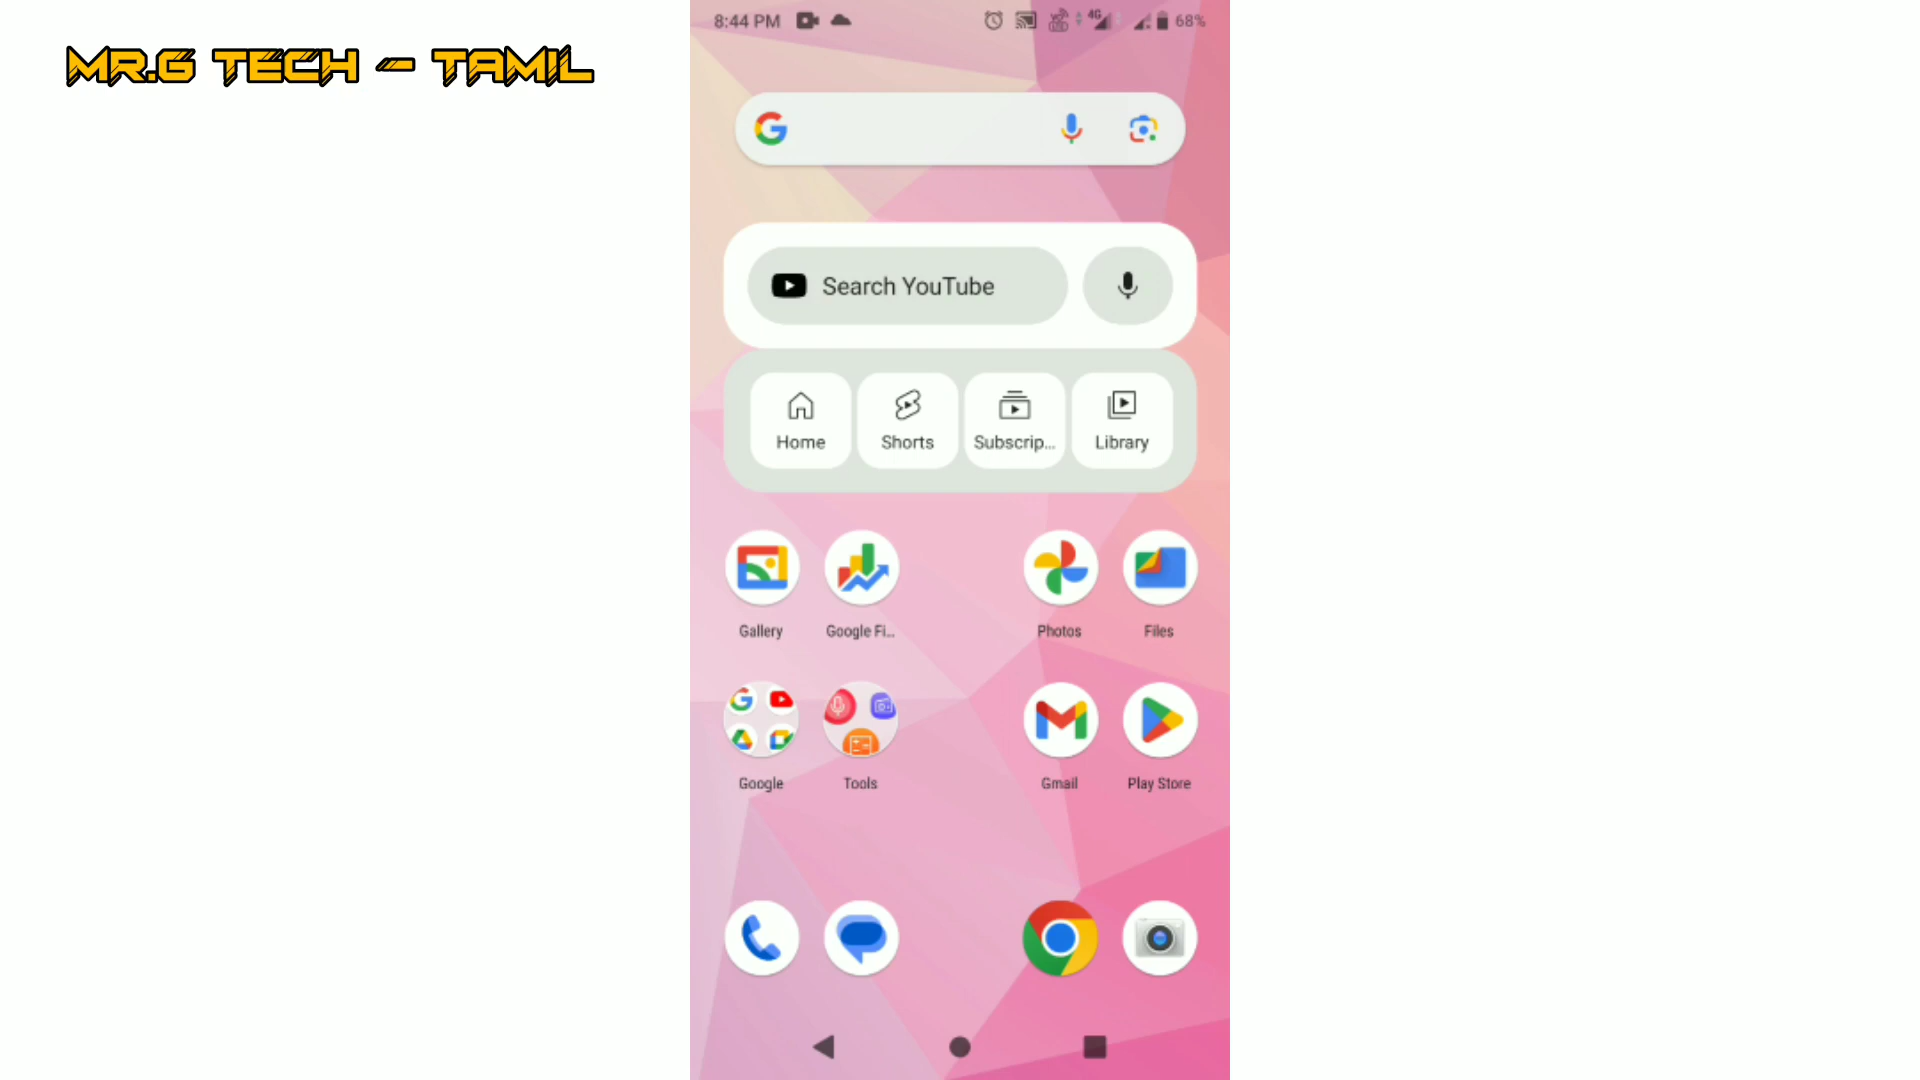 MR.G TECH - TAMIL
8:44 PM
4G
68%
Search YouTube
Home Shorts Subscrip... Library
Gallery Google Fi... Photos Files
Google Tools Gmail Play Store